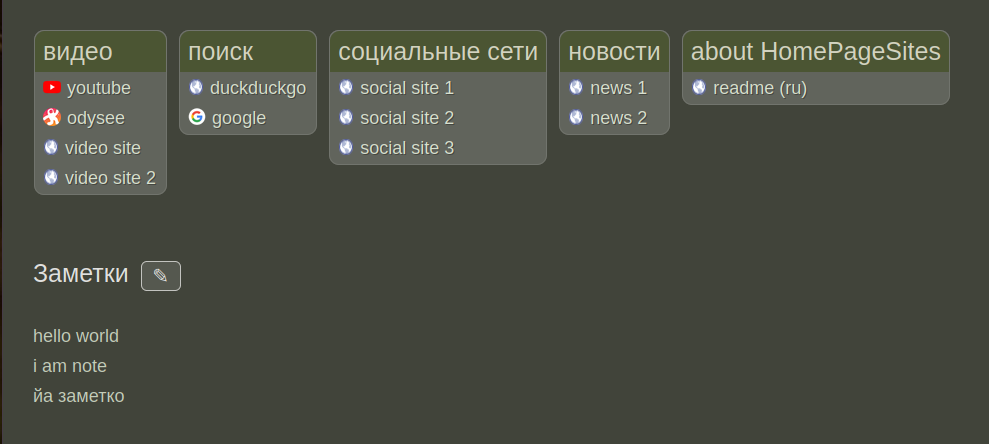 видео
youtube
odysee
video site
video site 2
поиск
duckduckgo
google
социальные сети
social site 1
social site 2
social site 3
новости
news 1
news 2
about HomePageSites
readme (ru)
Заметки ✎
hello world
i am note
йа заметко